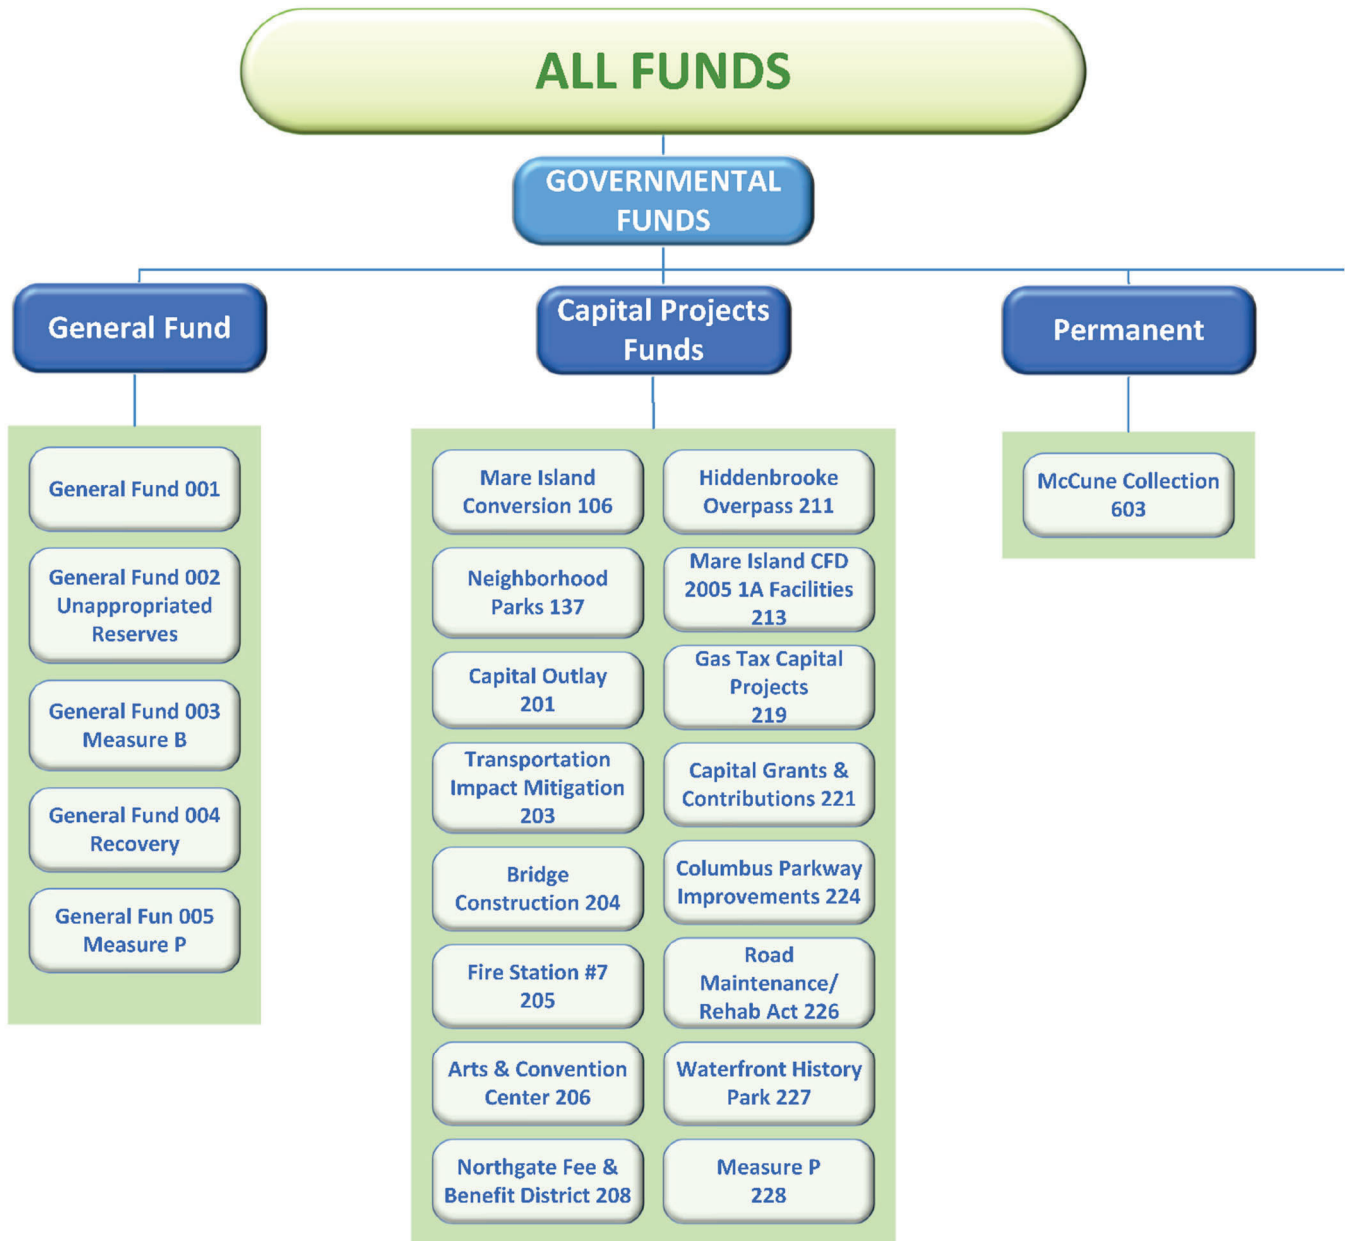 ALL FUNDS
GOVERNMENTAL
FUNDS
General Fund
General Fund 001
General Fund 002
Unappropriated
Reserves
General Fund 003
Measure B
General Fund 004
Recovery
General Fun 005
Measure P
Capital Projects
Funds
Mare Island
Conversion 106
Neighborhood
Parks 137
Capital Outlay
201
Transportation
Impact Mitigation
203
Bridge
Construction 204
Fire Station #7
205
Arts & Convention
Center 206
Northgate Fee &
Benefit District 208
Hiddenbrooke
Overpass 211
Mare Island CFD
2005 1A Facilities
213
Gas Tax Capital
Projects
219
Capital Grants &
Contributions 221
Columbus Parkway
Improvements 224
Road
Maintenance/
Rehab Act 226
Waterfront History
Park 227
Measure P
228
Permanent
McCune Collection
603